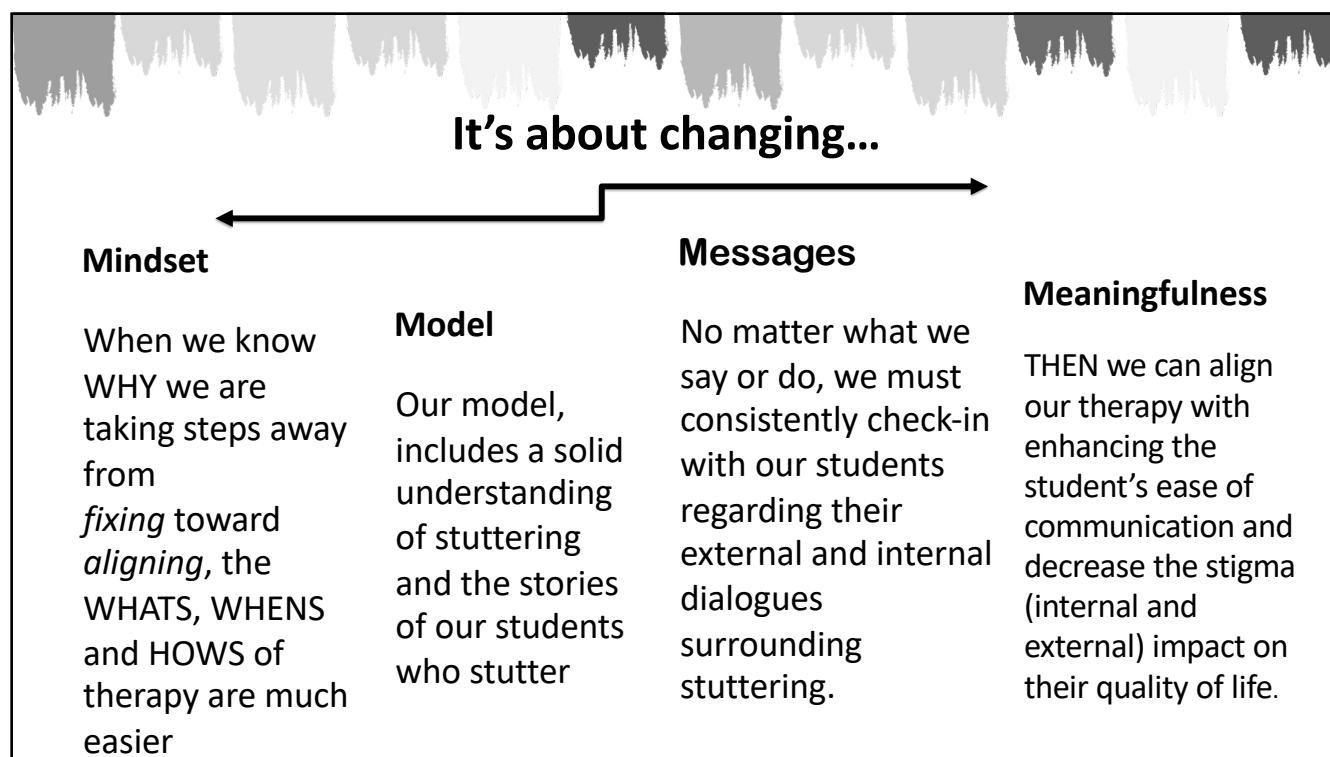 It’s about changing…
Mindset
When we know
WHY we are
taking steps away
from
fixing toward
aligning, the
WHATS, WHENS
and HOWS of
therapy are much
easier
Model
Our model,
includes a solid
understanding
of stuttering
and the stories
of our students
who stutter
Messages
No matter what we
say or do, we must
consistently check-in
with our students
regarding their
external and internal
dialogues
surrounding
stuttering.
Meaningfulness
THEN we can align
our therapy with
enhancing the
student’s ease of
communication and
decrease the stigma
(internal and
external) impact on
their quality of life.